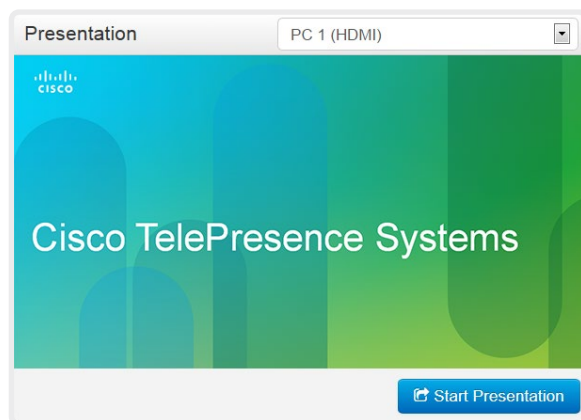 Presentation
PC 1 (HDMI)
CISCO
Cisco TelePresence Systems
Start Presentation